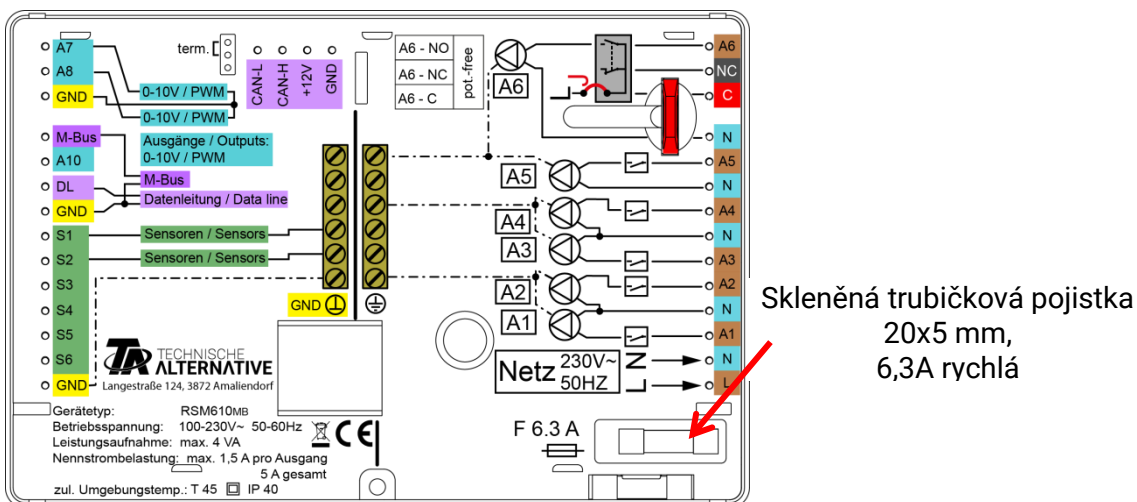 A7
A8
GND
M-Bus
A10
DL
GND
S1
S2
S3
S4
S5
S6
GND
term.
CAN-L
CAN-H
+12V
GND
0-10V / PWM
0-10V / PWM
Ausgänge / Outputs:
0-10V / PWM
M-Bus
Datenleitung / Data line
Sensoren / Sensors
Sensoren / Sensors
GND
A6 - NO
A6 - NC
A6 - C
pot.-free
A6
A5
A4
A3
A2
A1
A6
NC
C
N
A5
N
A4
N
A3
A2
N
A1
N
L
Netz 230V~
50HZ
L N
F 6.3 A
TA TECHNISCHE
ALTERNATIVE
Langestraße 124, 3872 Amaliendorf
Gerätetyp: RSM610MB
Betriebsspannung: 100-230V~ 50-60Hz
Leistungsaufnahme: max. 4 VA
Nennstrombelastung: max. 1,5 A pro Ausgang
5 A gesamt
zul. Umgebungstemp.: T 45 IP 40
CE
Skleněná trubičková pojistka
20x5 mm,
6,3A rychlá